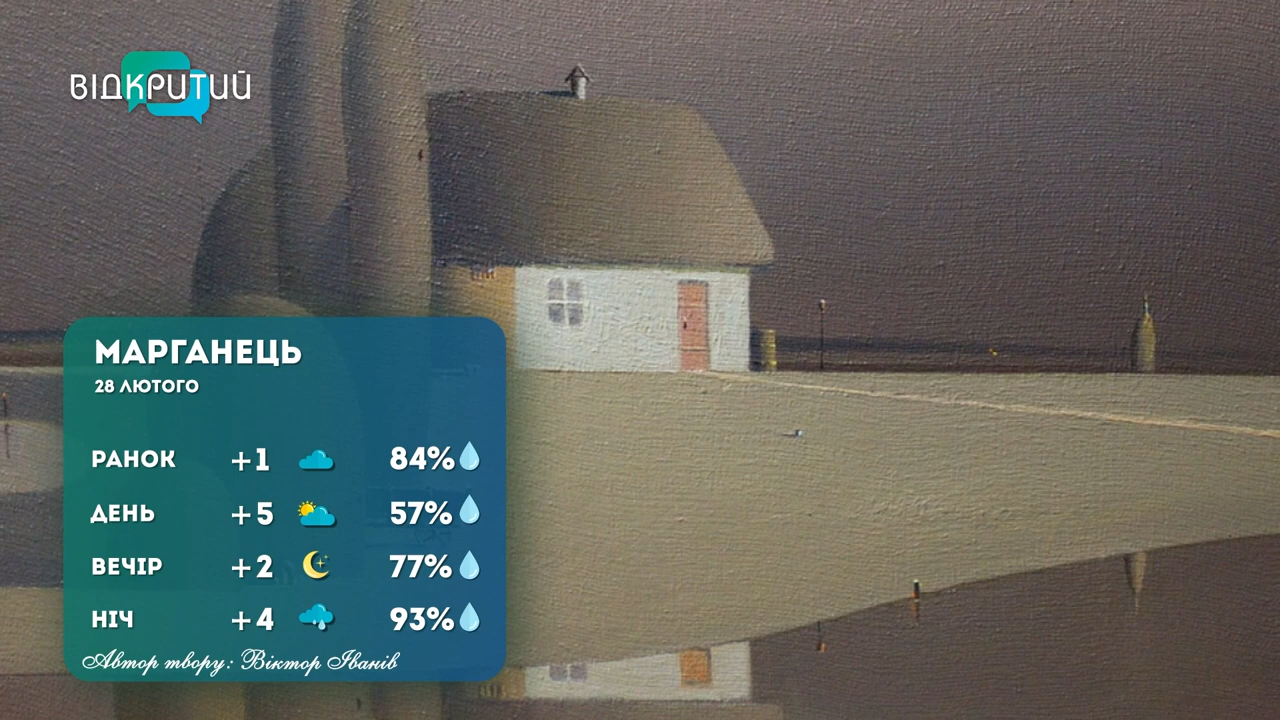 ВІДКРИТИЙ
МАРГАНЕЦЬ
28 ЛЮТОГО
РАНОК +1 84%
ДЕНЬ +5 57%
ВЕЧІР +2 77%
НІЧ +4 93%
Автор твору: Віктор Іванів